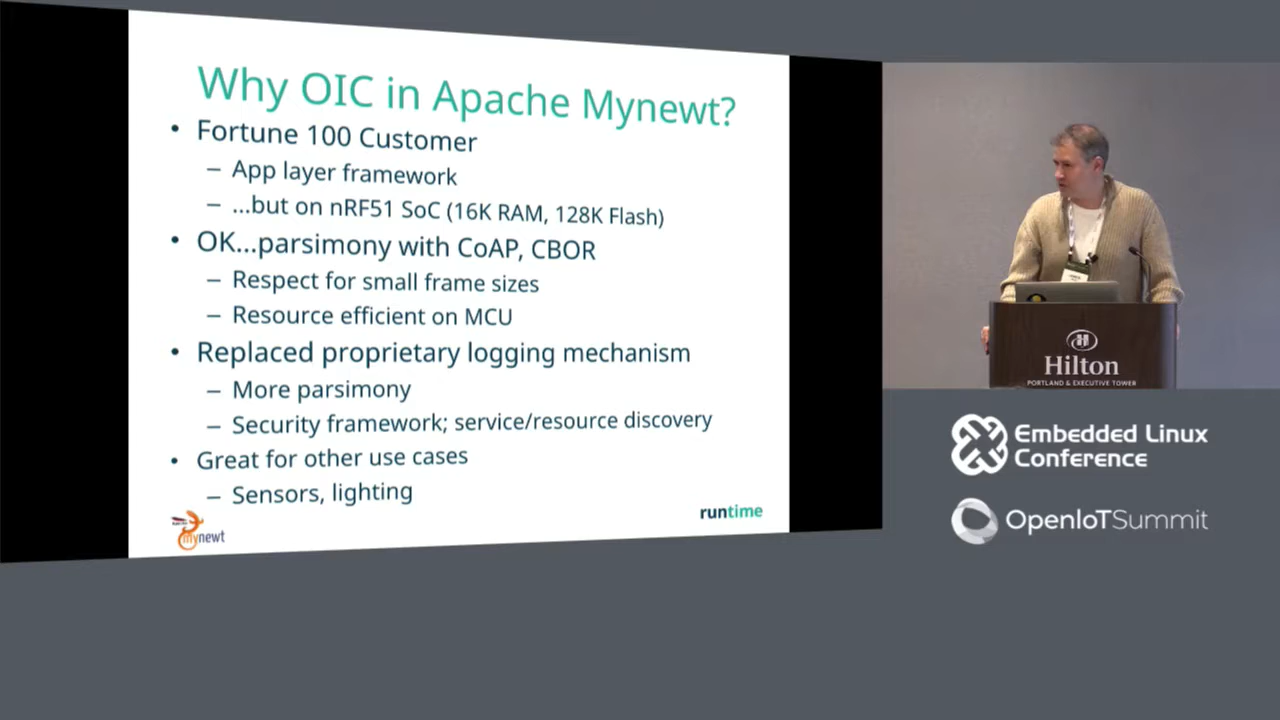 Why OIC in Apache Mynewt?
• Fortune 100 Customer
– App layer framework
– ...but on nRF51 SoC (16K RAM, 128K Flash)
• OK...parsimony with CoAP, CBOR
– Respect for small frame sizes
– Resource efficient on MCU
• Replaced proprietary logging mechanism
– More parsimony
– Security framework; service/resource discovery
• Great for other use cases
– Sensors, lighting
mynewt
runtime
Hilton
PORTLAND & EXECUTIVE TOWER
Embedded Linux
Conference
OpenIoTSummit